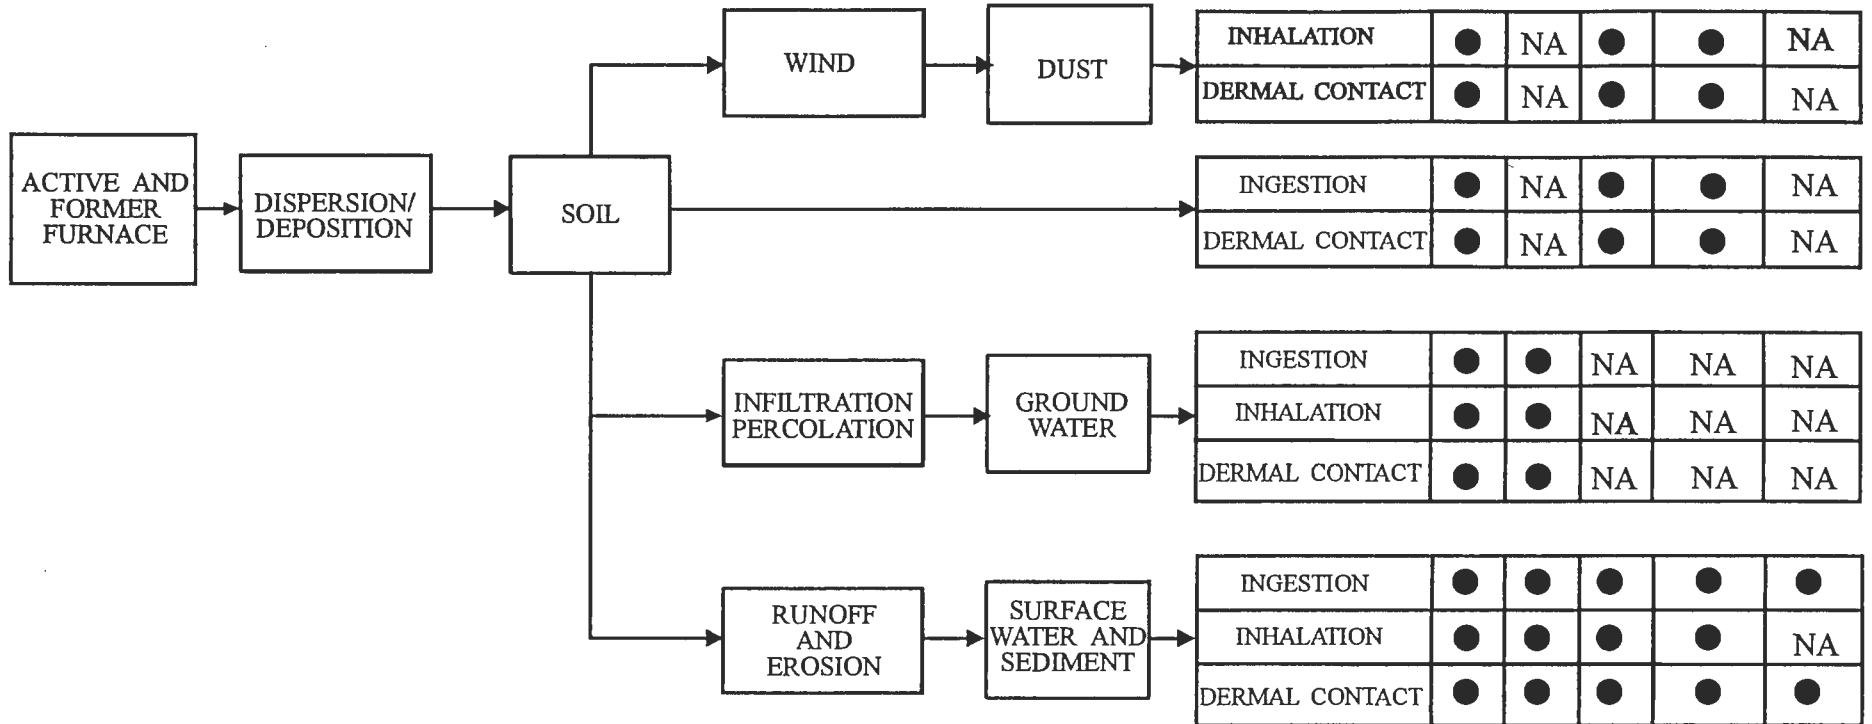 ACTIVE AND
FORMER
FURNACE
DISPERSION/
DEPOSITION
SOIL
WIND
DUST
INHALATION NA NA
DERMAL CONTACT NA NA
INGESTION NA NA
DERMAL CONTACT NA NA
INFILTRATION
PERCOLATION
GROUND
WATER
INGESTION NA NA NA
INHALATION NA NA NA
DERMAL CONTACT NA NA NA
RUNOFF
AND
EROSION
SURFACE
WATER AND
SEDIMENT
INGESTION
INHALATION NA
DERMAL CONTACT